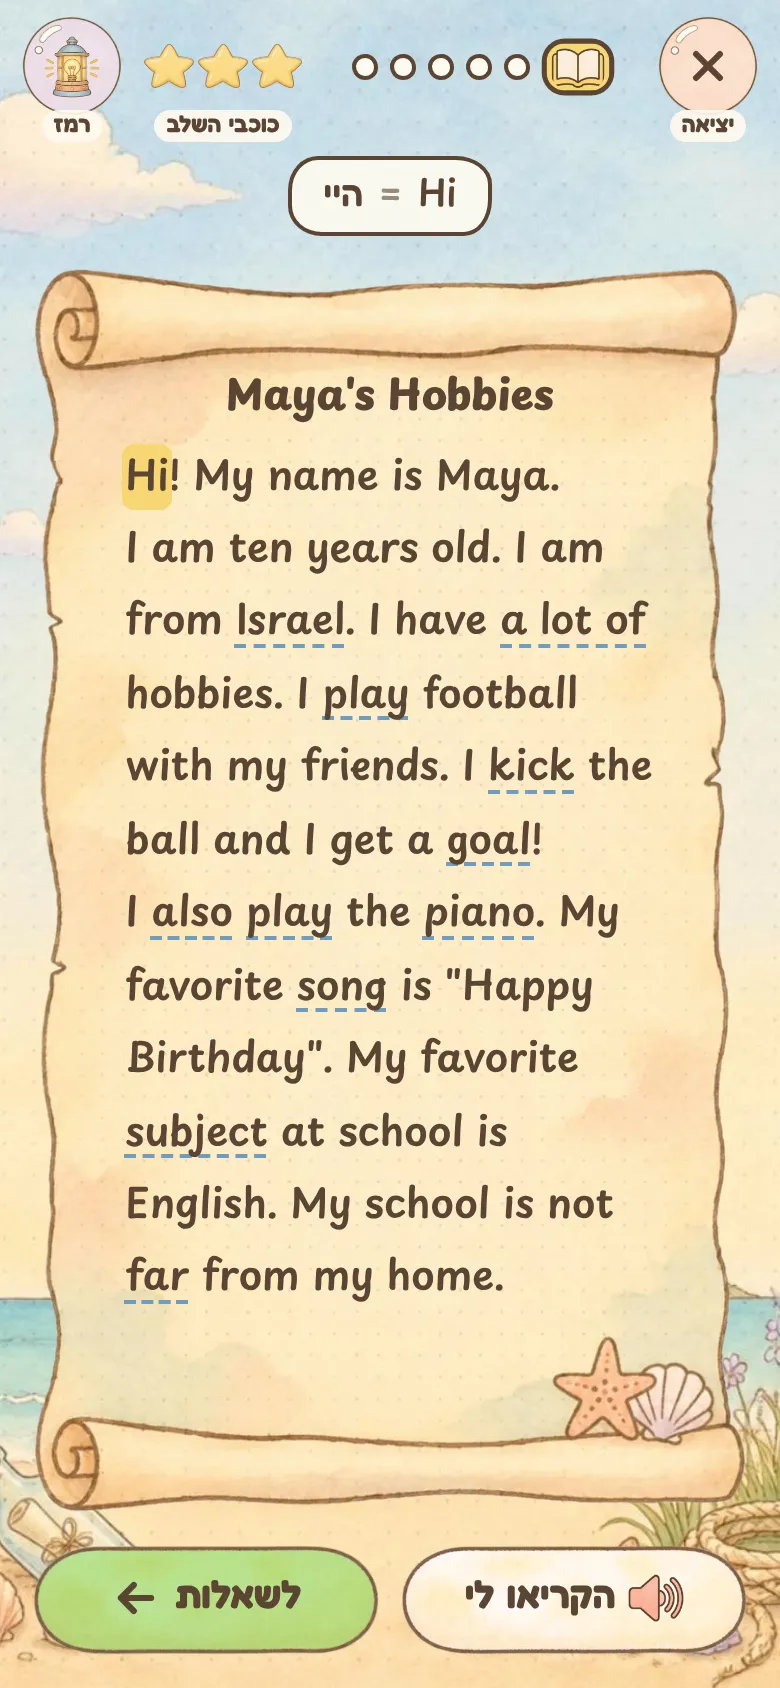 רמז
כוכבי השלב
יציאה
היי = Hi
Maya's Hobbies
Hi! My name is Maya.
I am ten years old. I am
from Israel. I have a lot of
hobbies. I play football
with my friends. I kick the
ball and I get a goal!
I also play the piano. My
favorite song is "Happy
Birthday". My favorite
subject at school is
English. My school is not
far from my home.
הקריאו לי
לשאלות ←